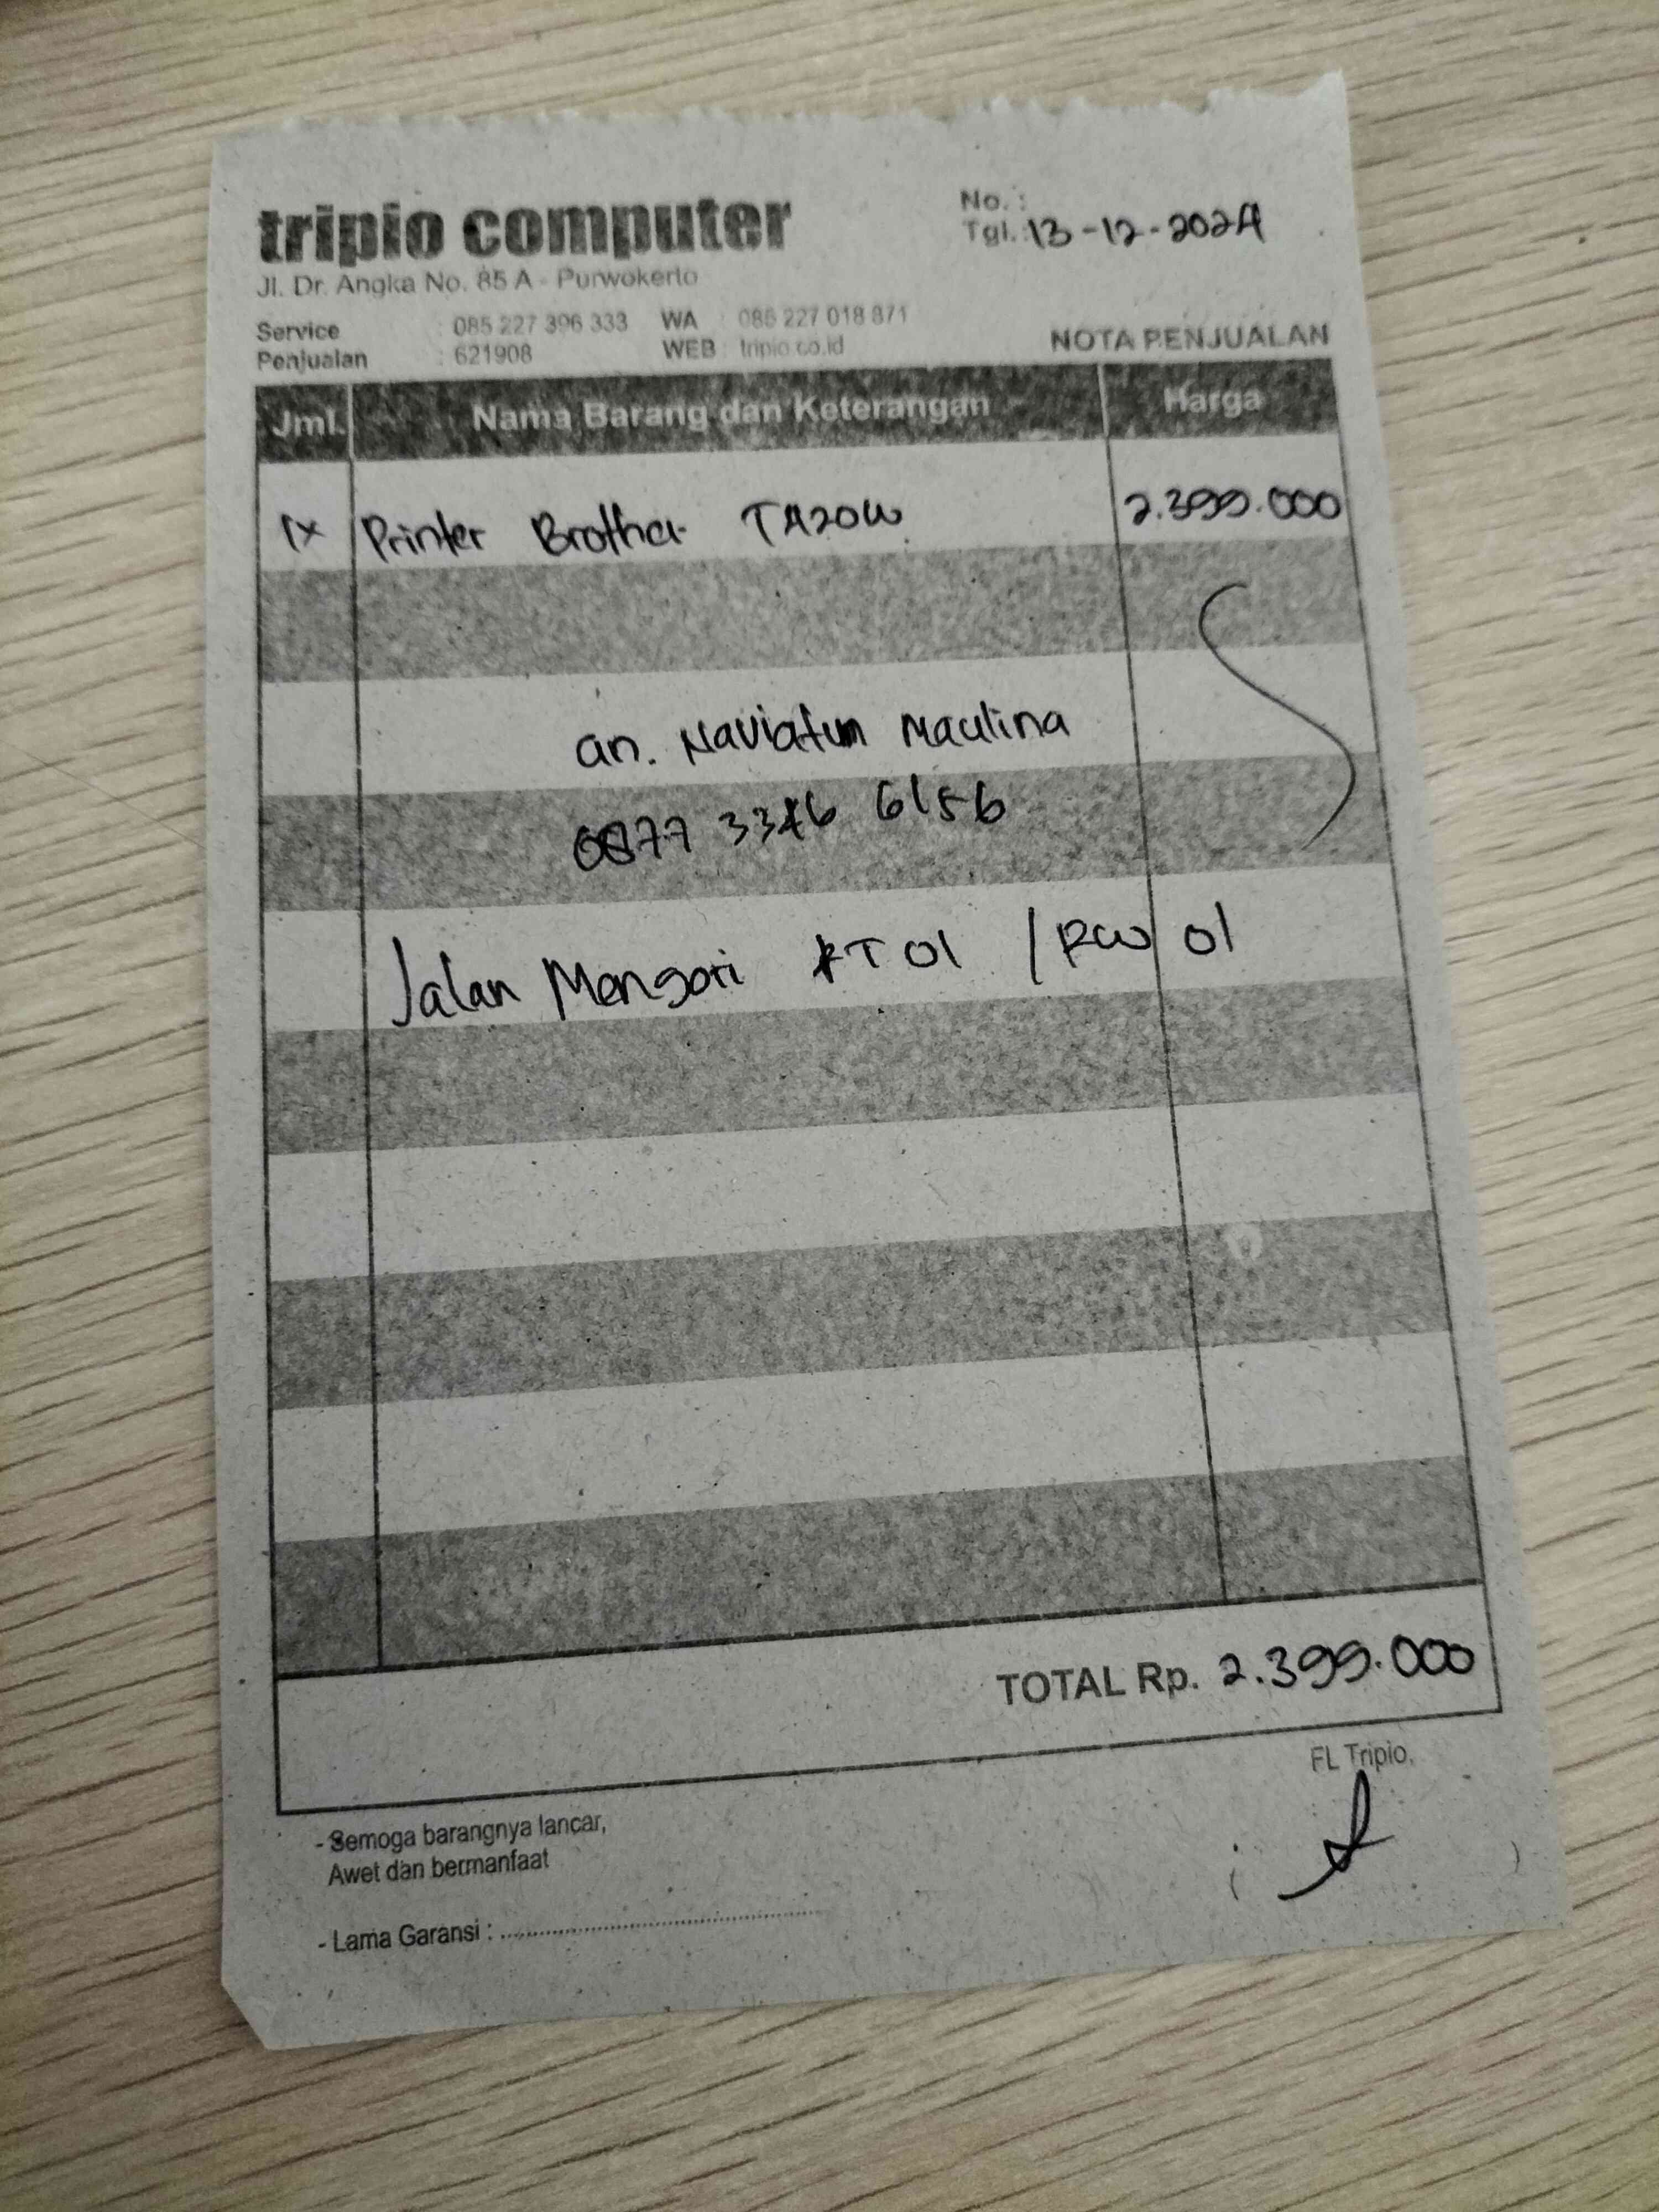 tripio computer
No. :
Tgl. : 13-12-2024
Jl. Dr. Angka No. 85 A - Purwokerto
Service : 085 227 396 333 WA : 085 227 018 871
Penjualan : 621908 WEB : tripio.co.id
NOTA PENJUALAN
Jml. Nama Barang dan Keterangan Harga
1x Printer Brother T420W 2.399.000
an. Naviatun Maulina
0877 3346 6156
Jalan Mengori RT 01 / RW 01
TOTAL Rp. 2.399.000
FL Tripio,
- Semoga barangnya lancar,
Awet dan bermanfaat
( )
- Lama Garansi : ................